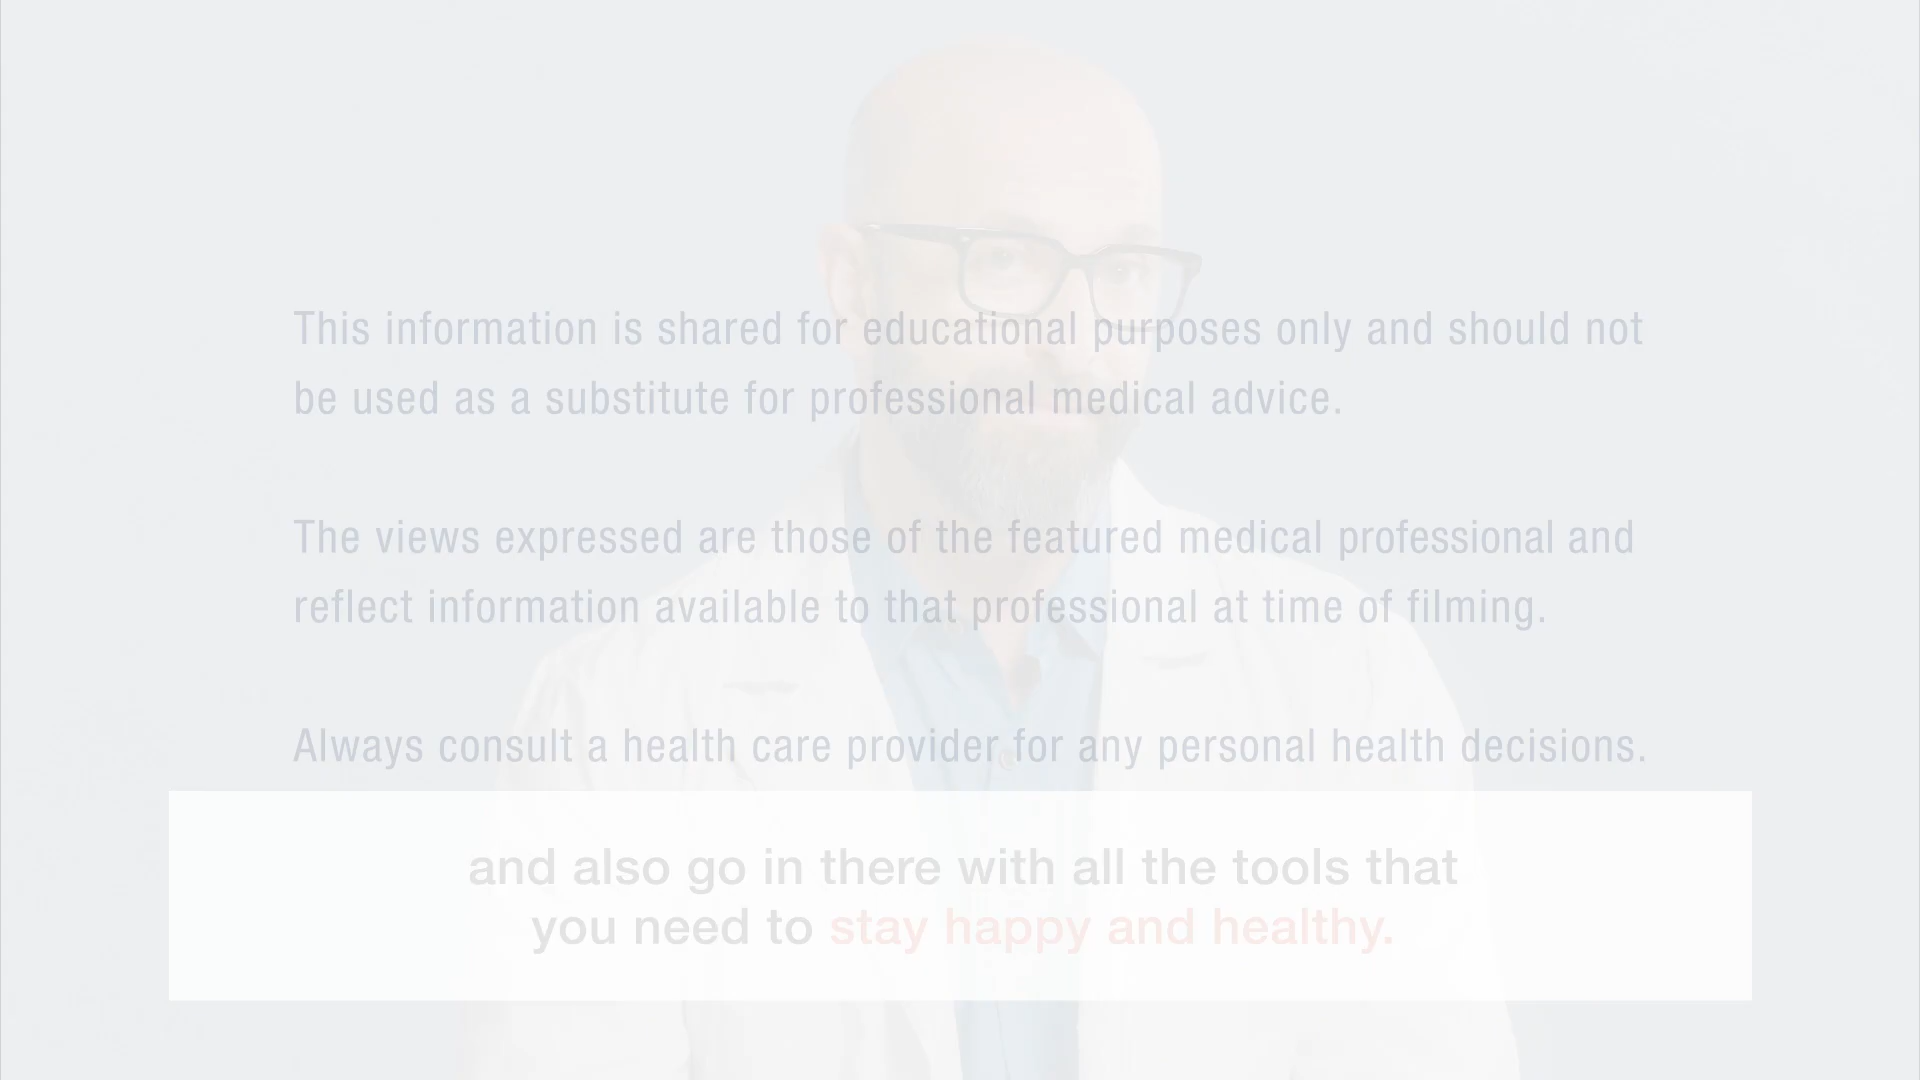 This information is shared for educational purposes only and should not
be used as a substitute for professional medical advice.
The views expressed are those of the featured medical professional and
reflect information available to that professional at time of filming.
Always consult a health care provider for any personal health decisions.
and also go in there with all the tools that
you need to stay happy and healthy.